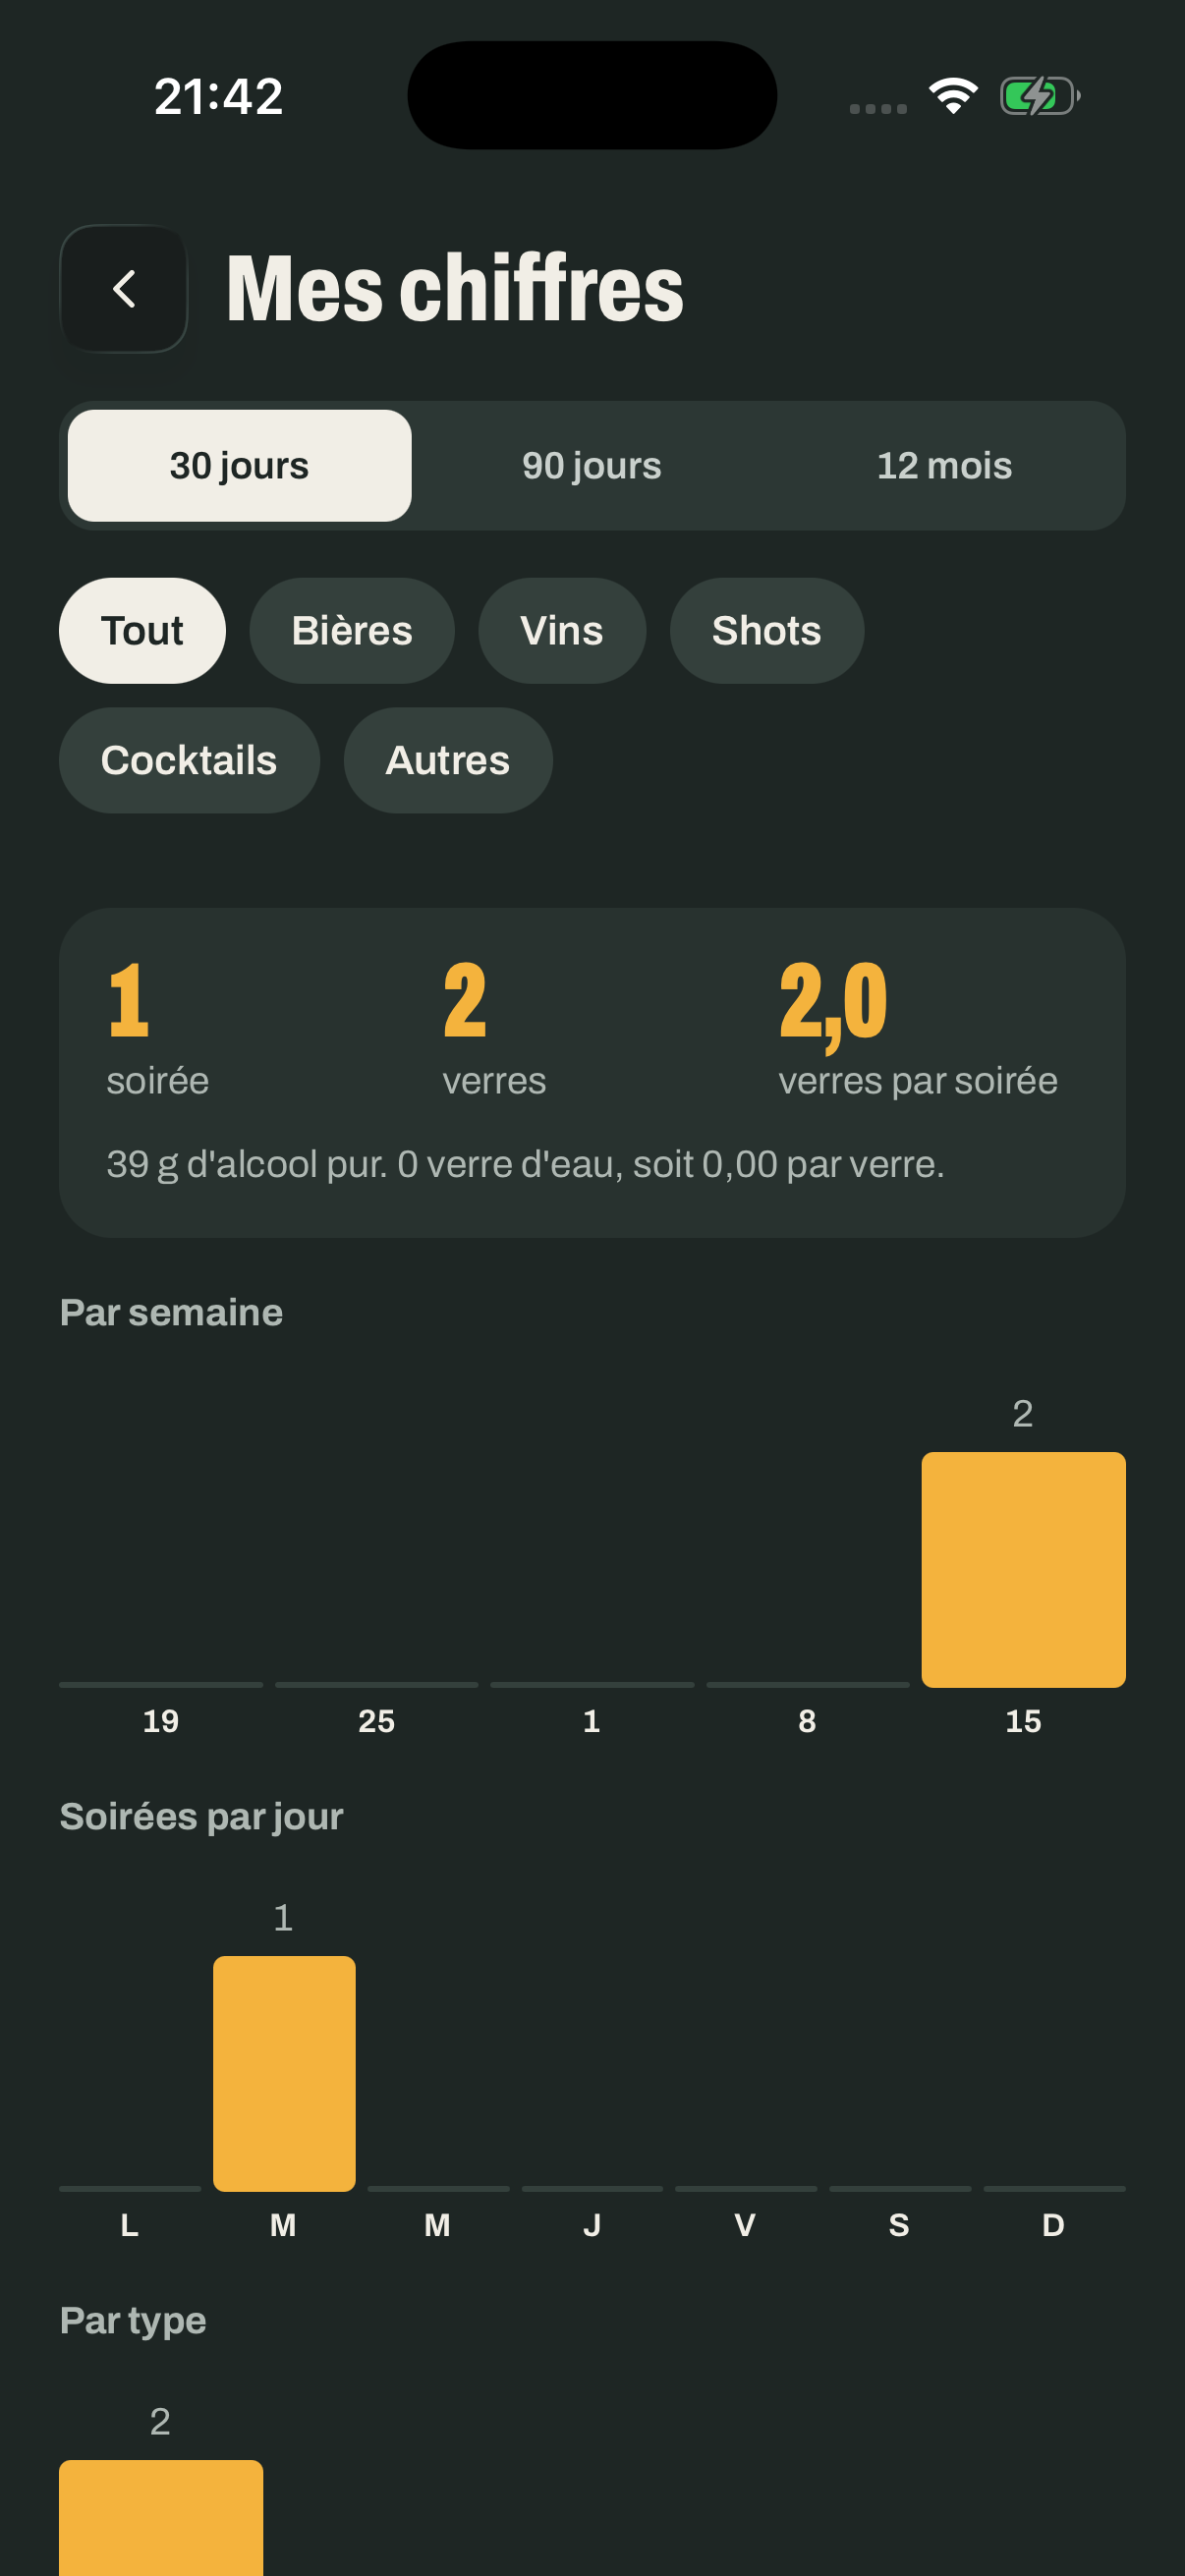 21:42
Mes chiffres
30 jours 90 jours 12 mois
Tout Bières Vins Shots
Cocktails Autres
1 2 2,0
soirée verres verres par soirée
39 g d'alcool pur. 0 verre d'eau, soit 0,00 par verre.
Par semaine
2
19 25 1 8 15
Soirées par jour
1
L M M J V S D
Par type
2